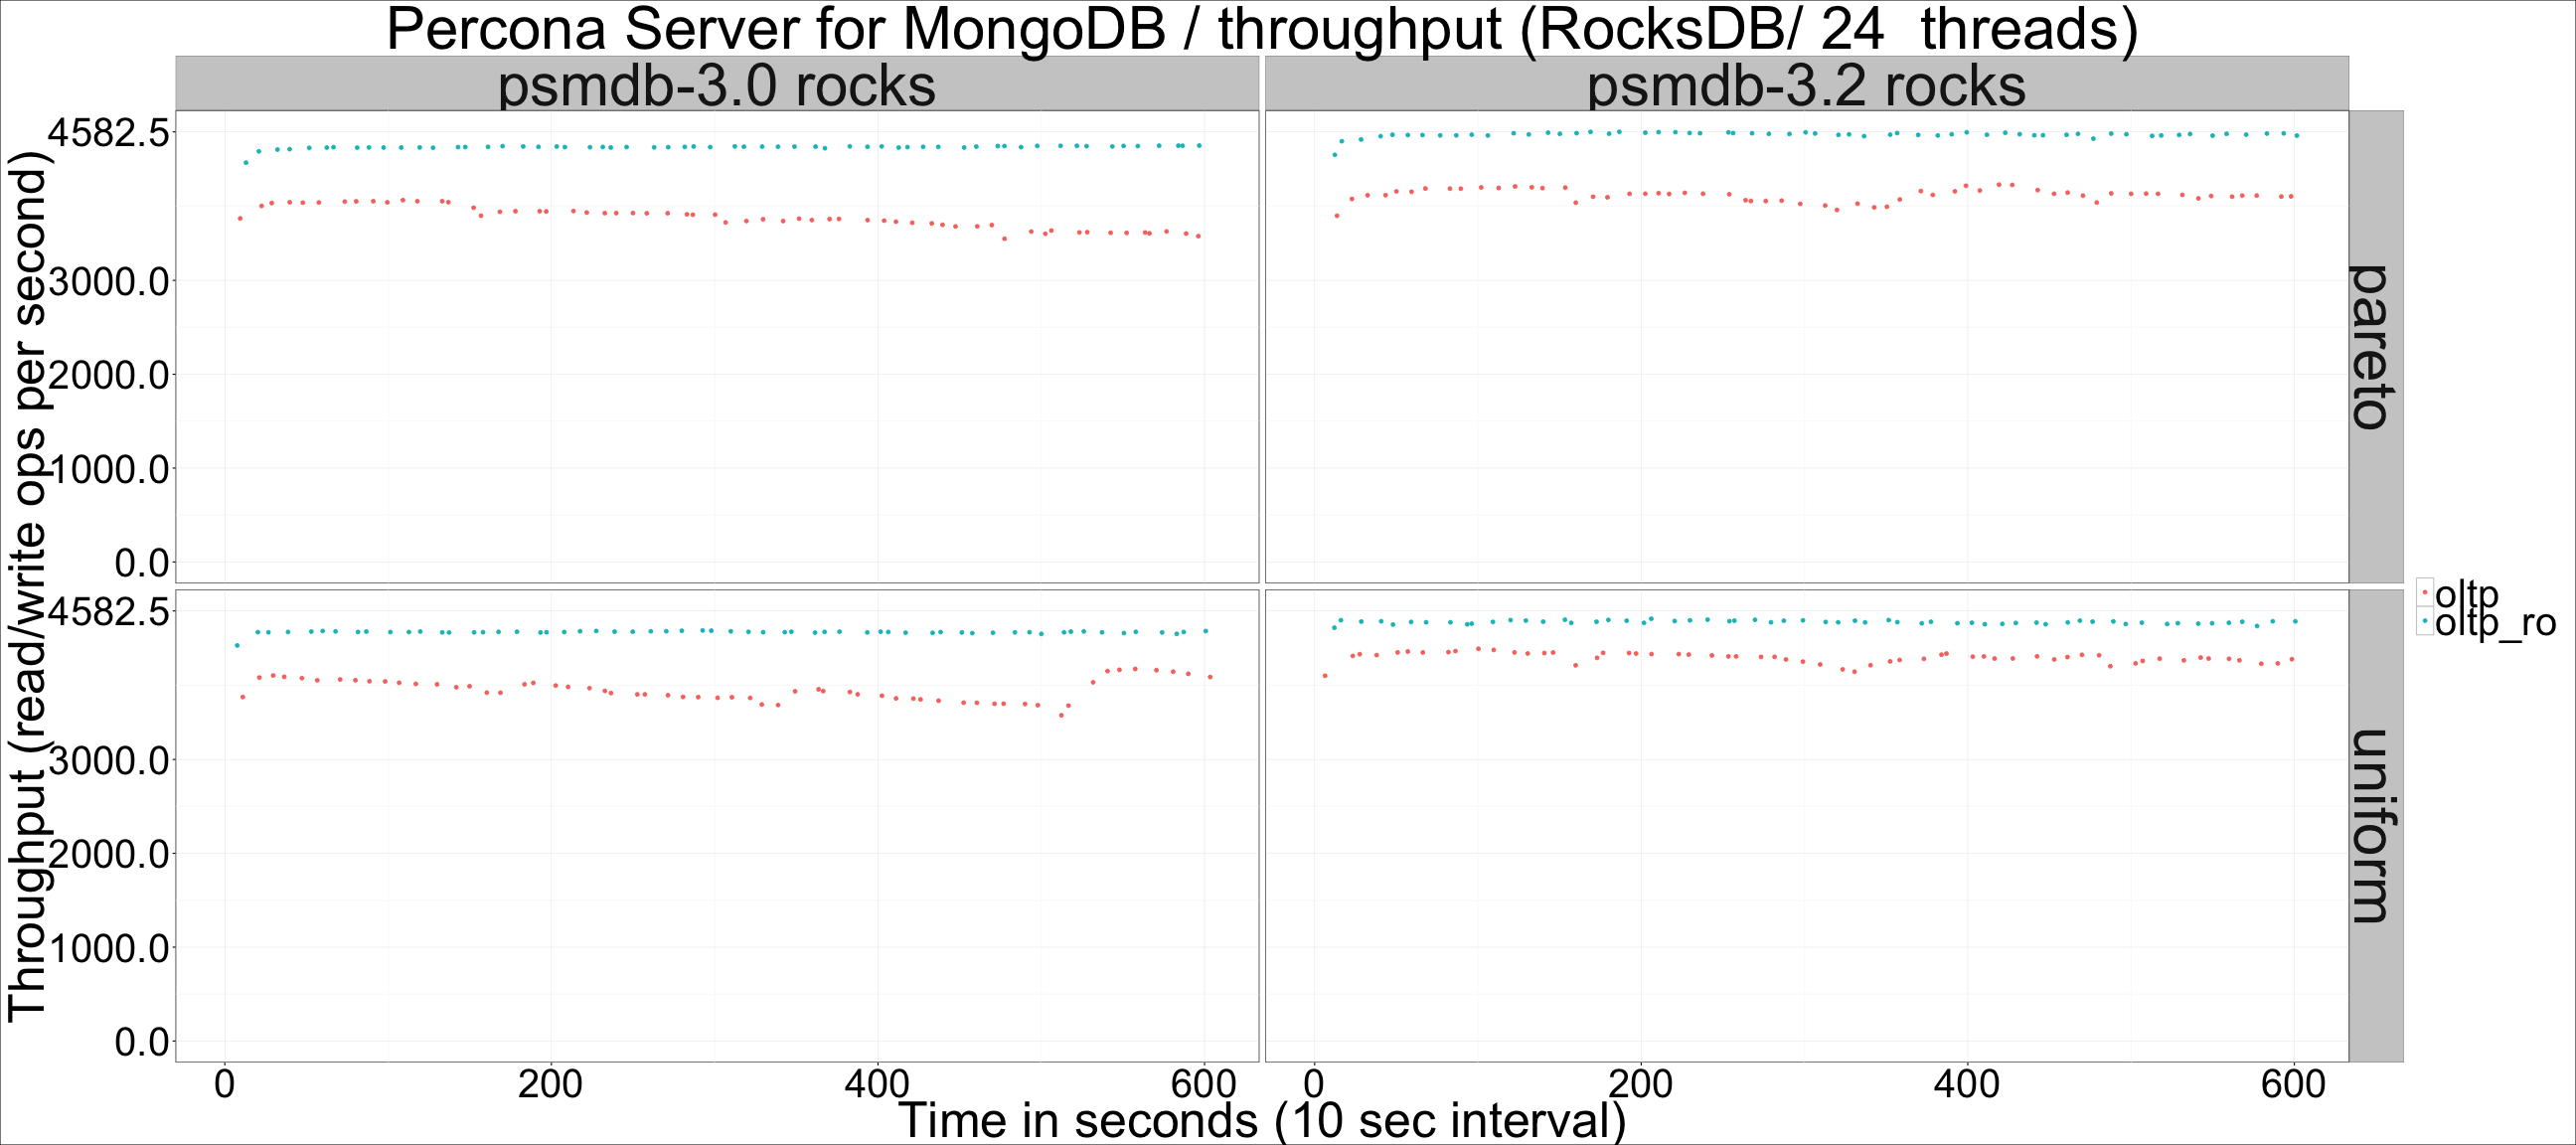 Percona Server for MongoDB / throughput (RocksDB/ 24  threads)
psmdb-3.0 rocks
psmdb-3.2 rocks
Throughput (read/write ops per second)
4582.5
3000.0
2000.0
1000.0
0.0
pareto
4582.5
3000.0
2000.0
1000.0
0.0
uniform
oltp
oltp_ro
0 200 400 600 0 200 400 600
Time in seconds (10 sec interval)